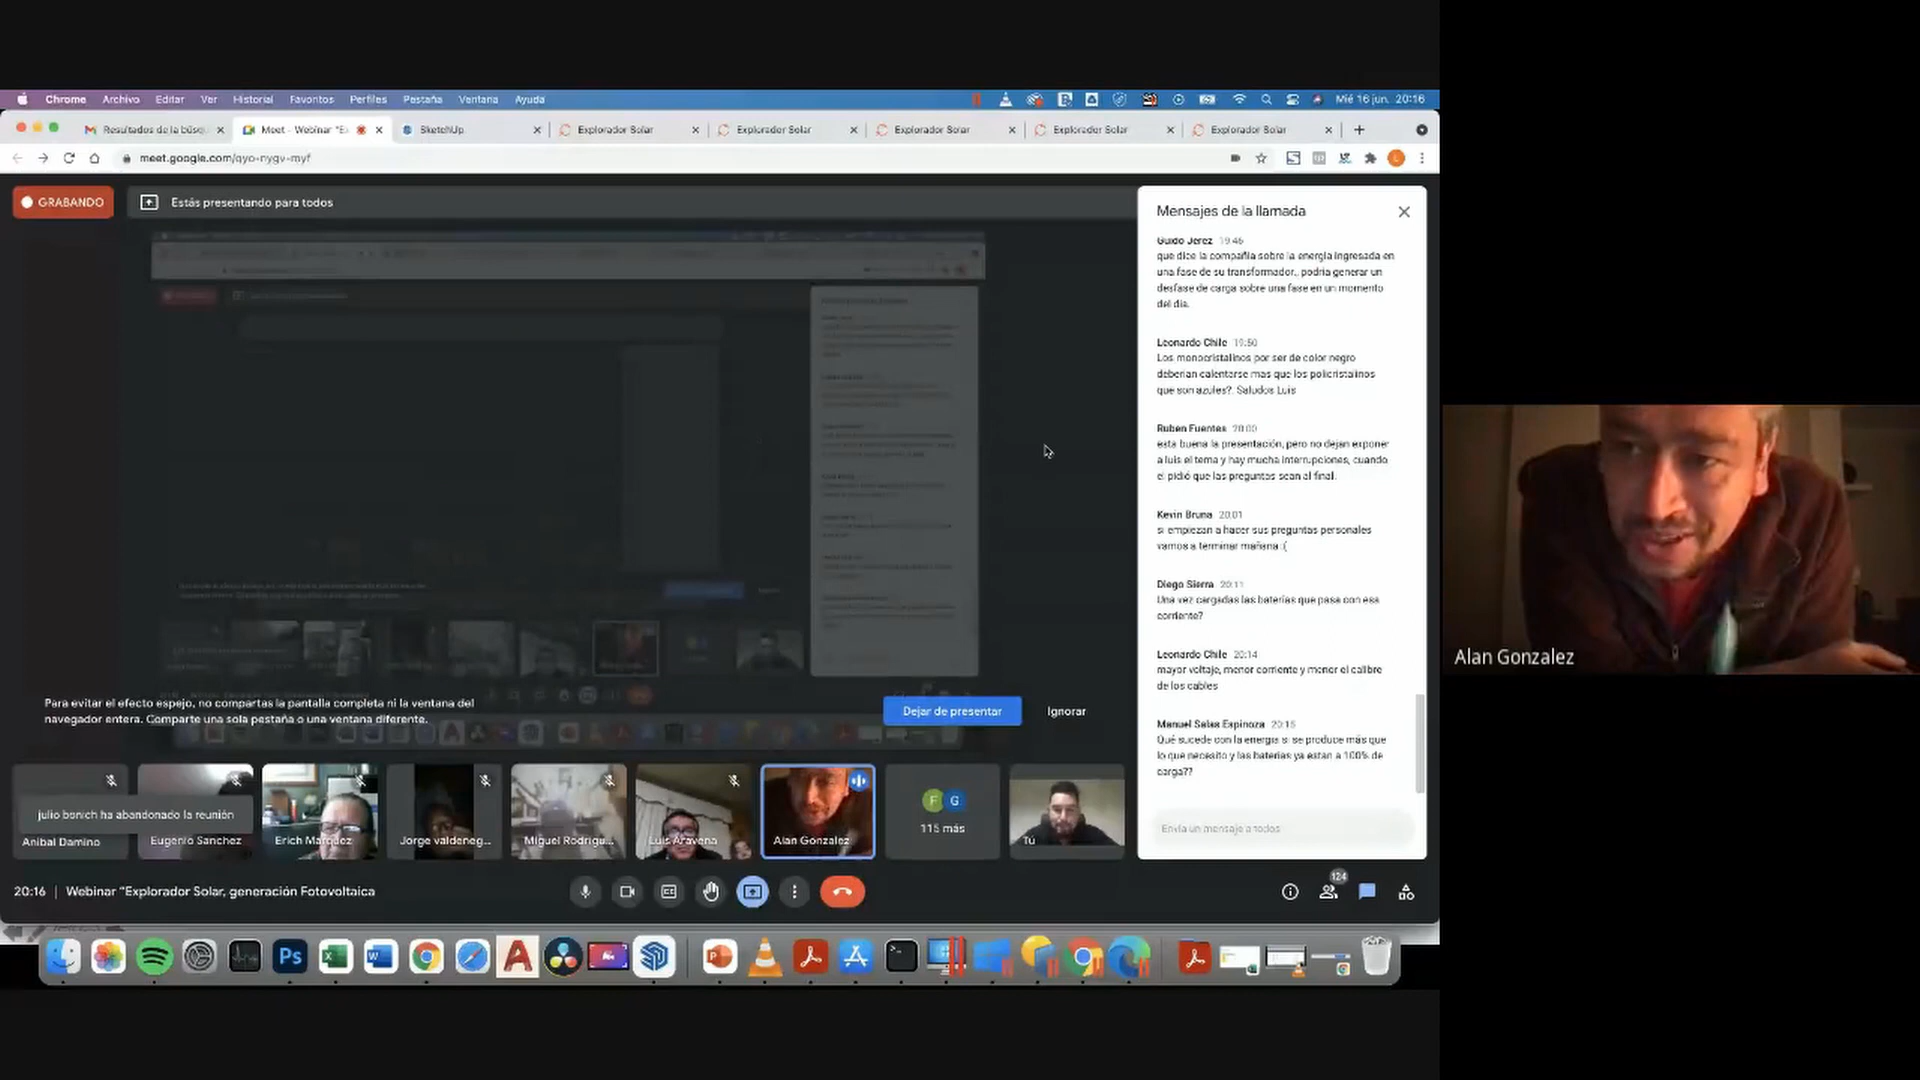 Chrome Archivo Editar Ver Historial Favoritos Perfiles Pestaña Ventana Ayuda
Mié 16 jun. 20:16
Resultados de la búsq
Meet - Webinar "E
SketchUp
Explorador Solar
Explorador Solar
Explorador Solar
Explorador Solar
Explorador Solar
meet.google.com/qyo-nygv-myf
GRABANDO
Estás presentando para todos
Mensajes de la llamada
Guido Jerez 19:46
que dice la compañia sobre la energia ingresada en
una fase de su transformador.. podria generar un
desfase de carga sobre una fase en un momento
del dia.
Leonardo Chile 19:50
Los monocristalinos por ser de color negro
deberian calentarse mas que los policristalinos
que son azules?. Saludos Luis
Ruben Fuentes 20:00
esta buena la presentación, pero no dejan exponer
a luis el tema y hay mucha interrupciones, cuando
el pidió que las preguntas sean al final.
Kevin Bruna 20:01
si empiezan a hacer sus preguntas personales
vamos a terminar mañana :(
Diego Sierra 20:11
Una vez cargadas las baterías que pasa con esa
corriente?
Leonardo Chile 20:14
mayor voltaje, menor corriente y menor el calibre
de los cables
Manuel Salas Espinoza 20:15
Qué sucede con la energía si se produce más que
lo que necesito y las baterías ya estan a 100% de
carga??
Envía un mensaje a todos
Para evitar el efecto espejo, no compartas la pantalla completa ni la ventana del
navegador entera. Comparte una sola pestaña o una ventana diferente.
Dejar de presentar
Ignorar
julio bonich ha abandonado la reunión
Anibal Damino
Eugenio Sanchez
Erich Marquez
Jorge valdeneg...
Miguel Rodrigu...
Luis Aravena
Alan Gonzalez
F G
115 más
Tú
20:16 | Webinar "Explorador Solar, generación Fotovoltaica
124
Alan Gonzalez